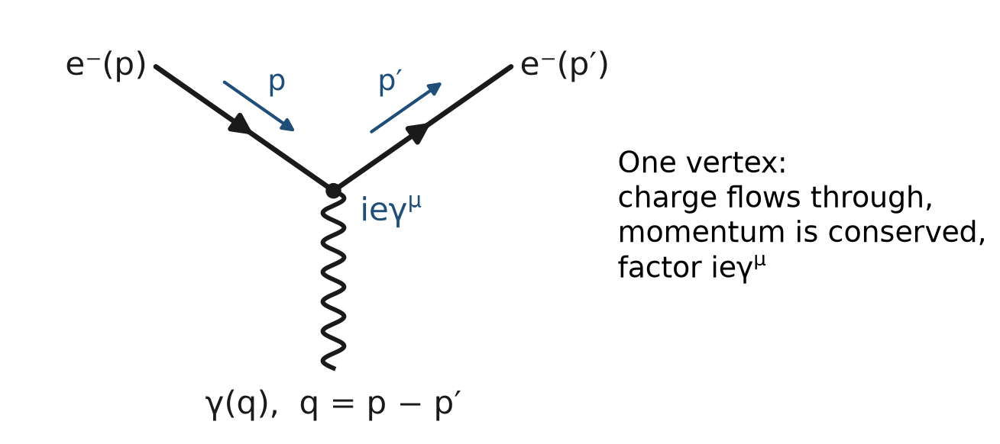 e⁻(p)
p
p′
e⁻(p′)
ieγᵘ
One vertex:
charge flows through,
momentum is conserved,
factor ieγᵘ
γ(q), q = p − p′